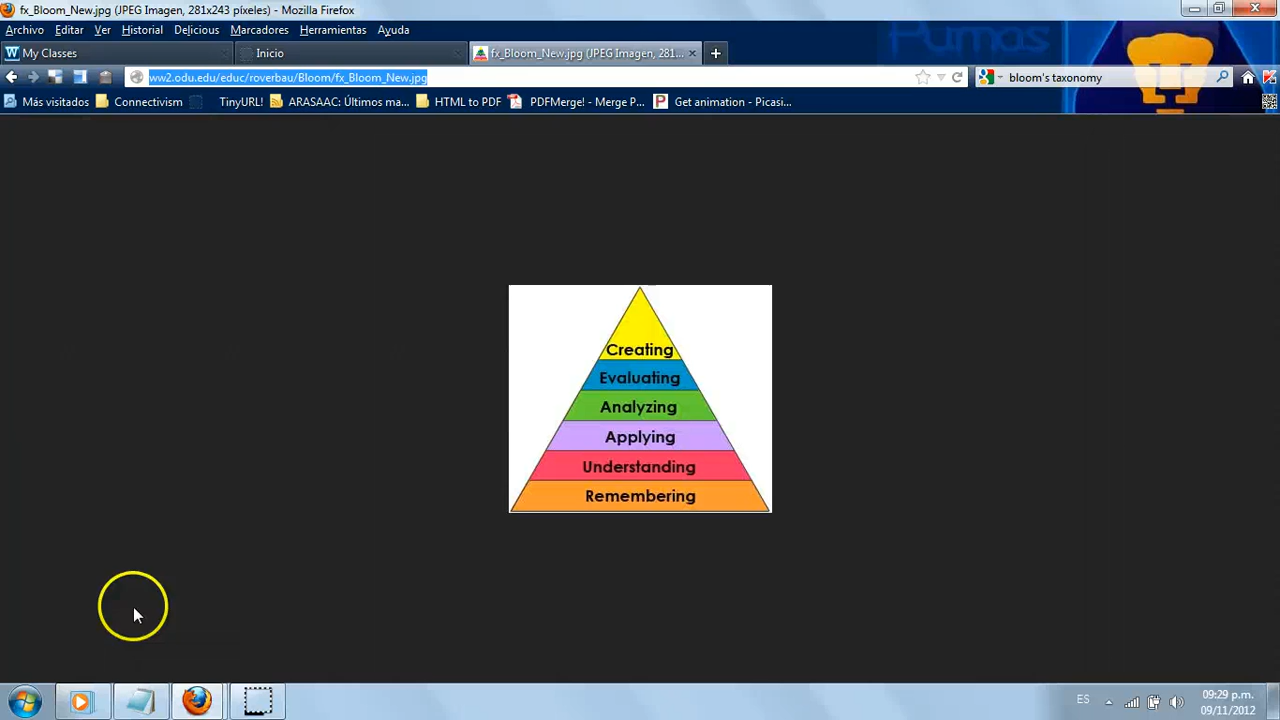 fx_Bloom_New.jpg (JPEG Imagen, 281x243 píxeles) - Mozilla Firefox
Archivo Editar Ver Historial Delicious Marcadores Herramientas Ayuda
My Classes Inicio fx_Bloom_New.jpg (JPEG Imagen, 281...
ww2.odu.edu/educ/roverbau/Bloom/fx_Bloom_New.jpg bloom's taxonomy
Más visitados Connectivism TinyURL! ARASAAC: Últimos ma... HTML to PDF PDFMerge! - Merge P... Get animation - Picasi...
Pumas
Creating
Evaluating
Analyzing
Applying
Understanding
Remembering
ES 09:29 p.m.
09/11/2012